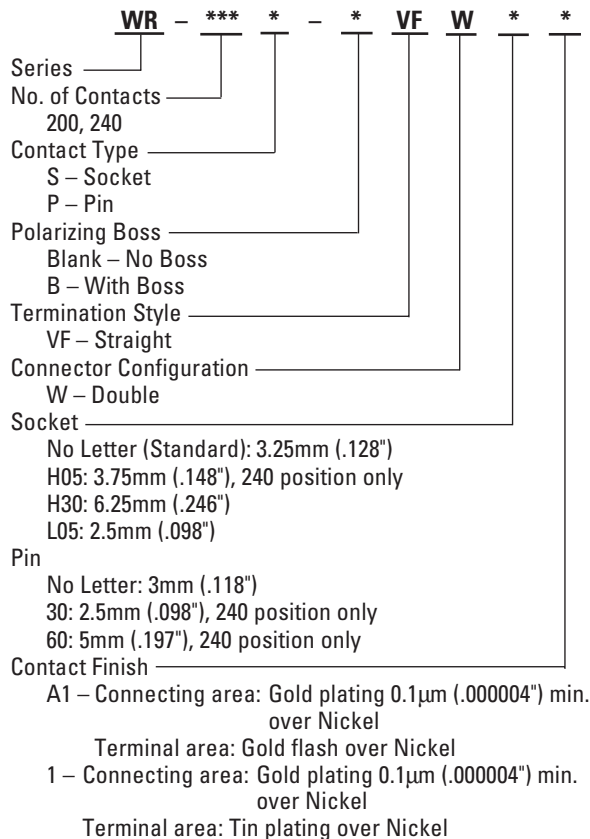 WR – *** * – * VF W * *
Series
No. of Contacts
200, 240
Contact Type
S – Socket
P – Pin
Polarizing Boss
Blank – No Boss
B – With Boss
Termination Style
VF – Straight
Connector Configuration
W – Double
Socket
No Letter (Standard): 3.25mm (.128")
H05: 3.75mm (.148"), 240 position only
H30: 6.25mm (.246")
L05: 2.5mm (.098")
Pin
No Letter: 3mm (.118")
30: 2.5mm (.098"), 240 position only
60: 5mm (.197"), 240 position only
Contact Finish
A1 – Connecting area: Gold plating 0.1µm (.000004") min.
over Nickel
Terminal area: Gold flash over Nickel
1 – Connecting area: Gold plating 0.1µm (.000004") min.
over Nickel
Terminal area: Tin plating over Nickel